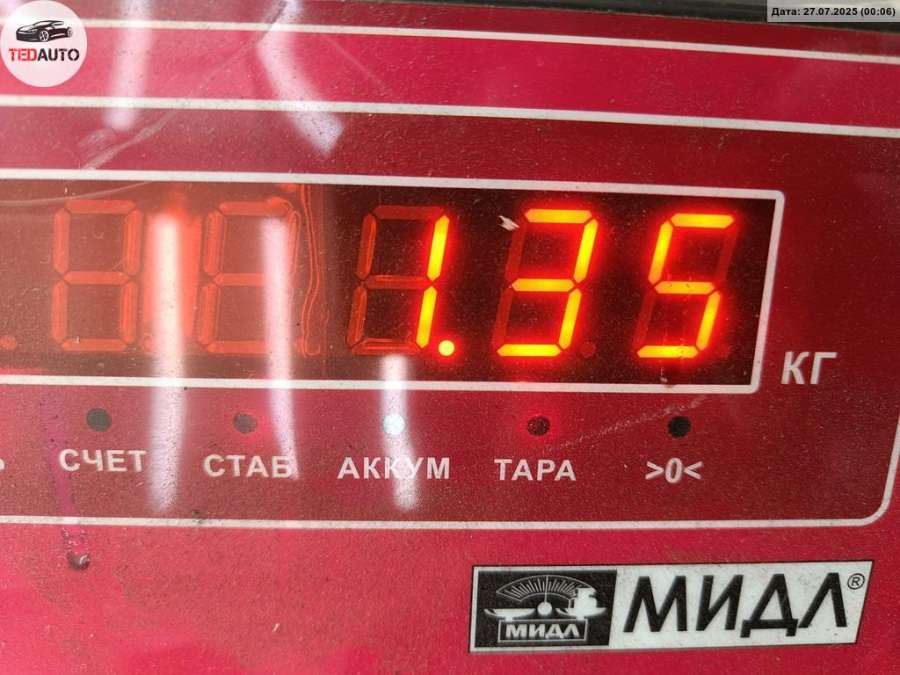 TEDAUTO
Дата: 27.07.2025 (00:06)
1.35
КГ
СЧЕТ СТАБ АККУМ ТАРА >0<
МИДЛ МИДЛ®